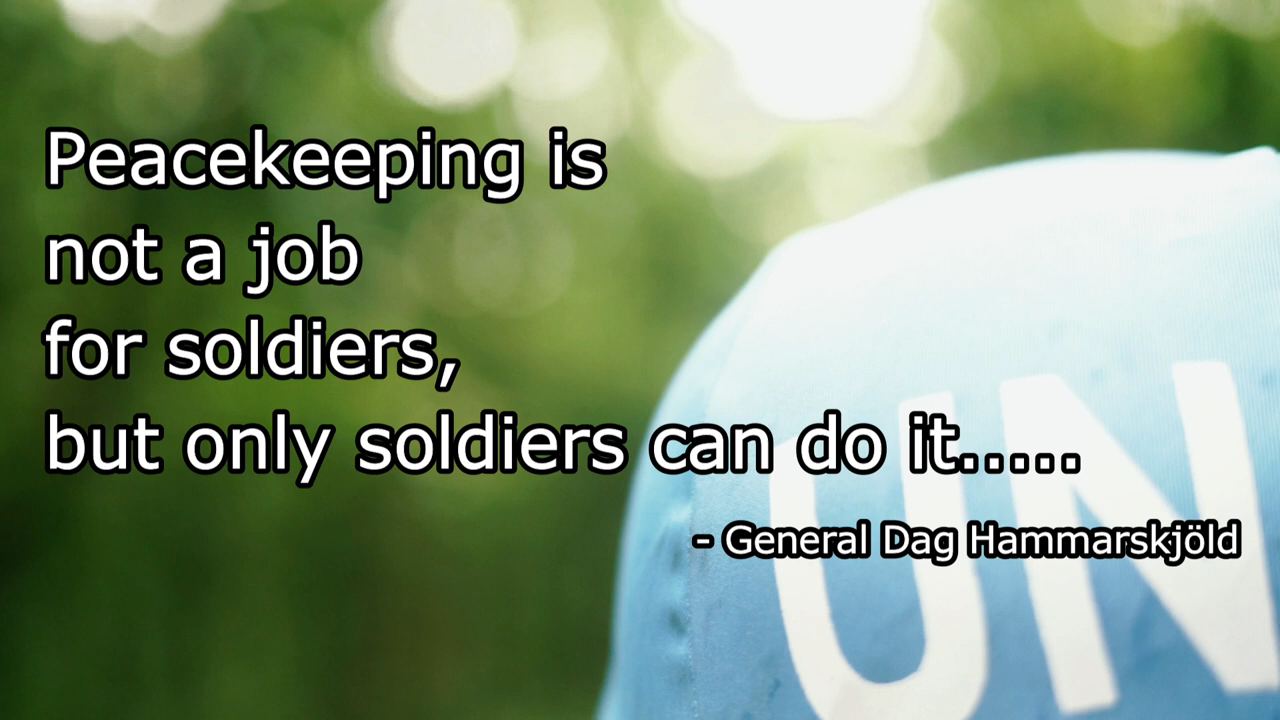 Peacekeeping is
not a job
for soldiers,
but only soldiers can do it.....
- General Dag Hammarskjöld
UN